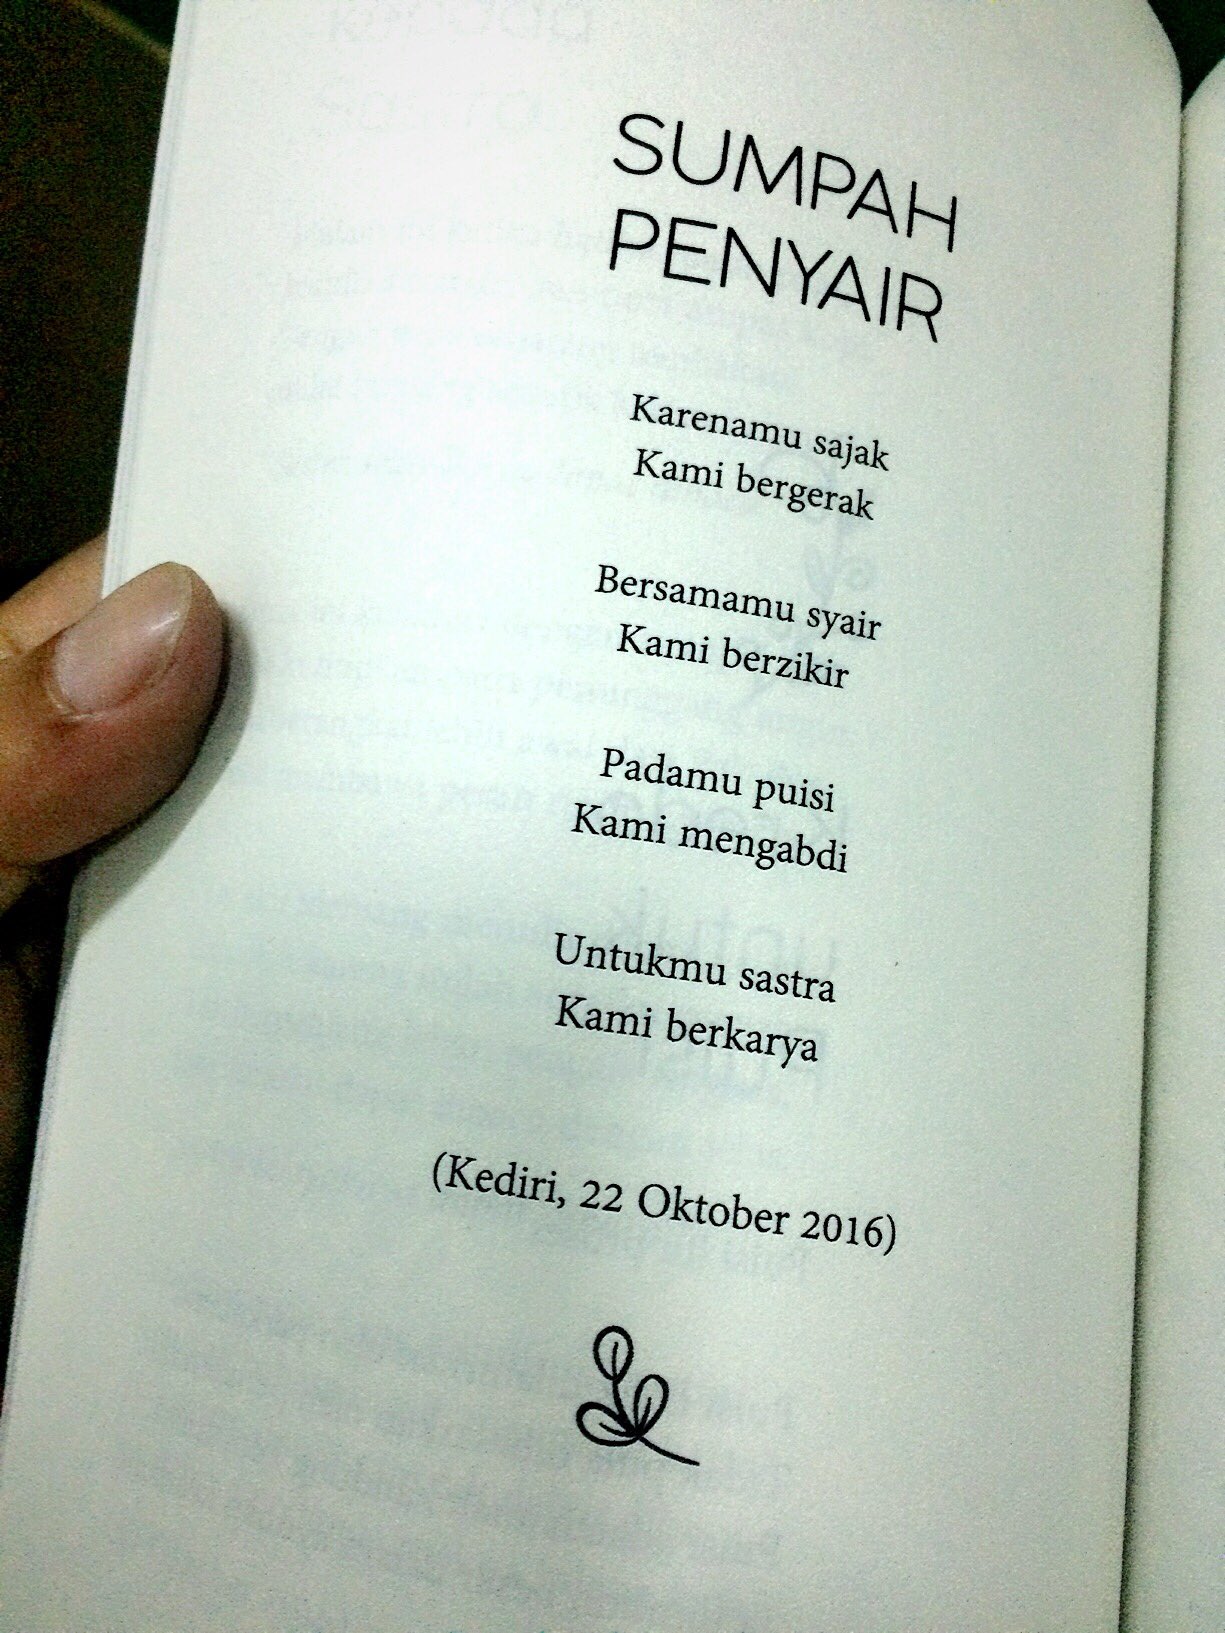 SUMPAH
PENYAIR
Karenamu sajak
Kami bergerak
Bersamamu syair
Kami berzikir
Padamu puisi
Kami mengabdi
Untukmu sastra
Kami berkarya
(Kediri, 22 Oktober 2016)